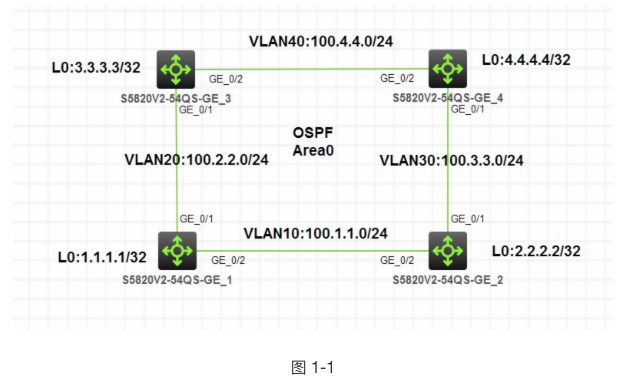 VLAN40:100.4.4.0/24
L0:3.3.3.3/32
L0:4.4.4.4/32
GE_0/2
GE_0/2
S5820V2-54QS-GE_3
S5820V2-54QS-GE_4
GE_0/1
GE_0/1
OSPF
Area0
VLAN20:100.2.2.0/24
VLAN30:100.3.3.0/24
GE_0/1
GE_0/1
VLAN10:100.1.1.0/24
L0:1.1.1.1/32
L0:2.2.2.2/32
GE_0/2
GE_0/2
S5820V2-54QS-GE_1
S5820V2-54QS-GE_2
图 1-1